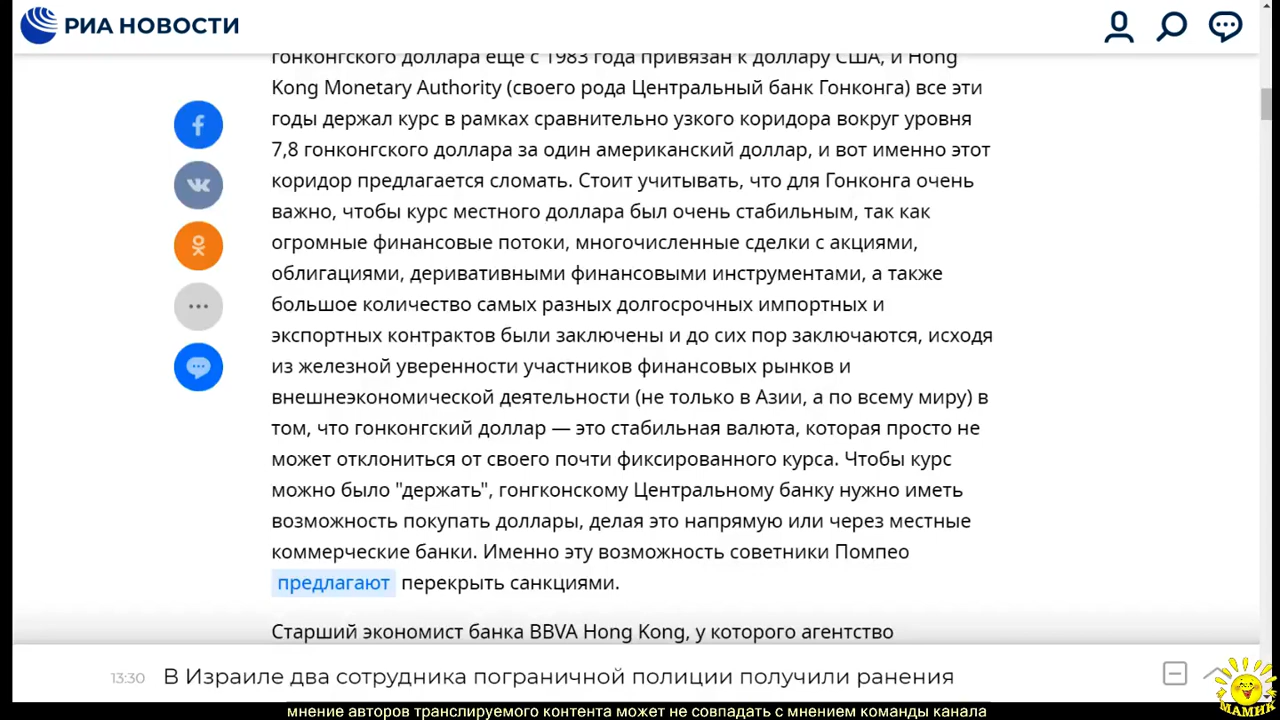 РИА НОВОСТИ
гонконгского доллара еще с 1983 года привязан к доллару США, и Hong
Kong Monetary Authority (своего рода Центральный банк Гонконга) все эти
годы держал курс в рамках сравнительно узкого коридора вокруг уровня
7,8 гонконгского доллара за один американский доллар, и вот именно этот
коридор предлагается сломать. Стоит учитывать, что для Гонконга очень
важно, чтобы курс местного доллара был очень стабильным, так как
огромные финансовые потоки, многочисленные сделки с акциями,
облигациями, деривативными финансовыми инструментами, а также
большое количество самых разных долгосрочных импортных и
экспортных контрактов были заключены и до сих пор заключаются, исходя
из железной уверенности участников финансовых рынков и
внешнеэкономической деятельности (не только в Азии, а по всему миру) в
том, что гонконгский доллар — это стабильная валюта, которая просто не
может отклониться от своего почти фиксированного курса. Чтобы курс
можно было "держать", гонгконскому Центральному банку нужно иметь
возможность покупать доллары, делая это напрямую или через местные
коммерческие банки. Именно эту возможность советники Помпео
предлагают перекрыть санкциями.
Старший экономист банка BBVA Hong Kong, у которого агентство
13:30 В Израиле два сотрудника пограничной полиции получили ранения
МАМИК
мнение авторов транслируемого контента может не совпадать с мнением команды канала